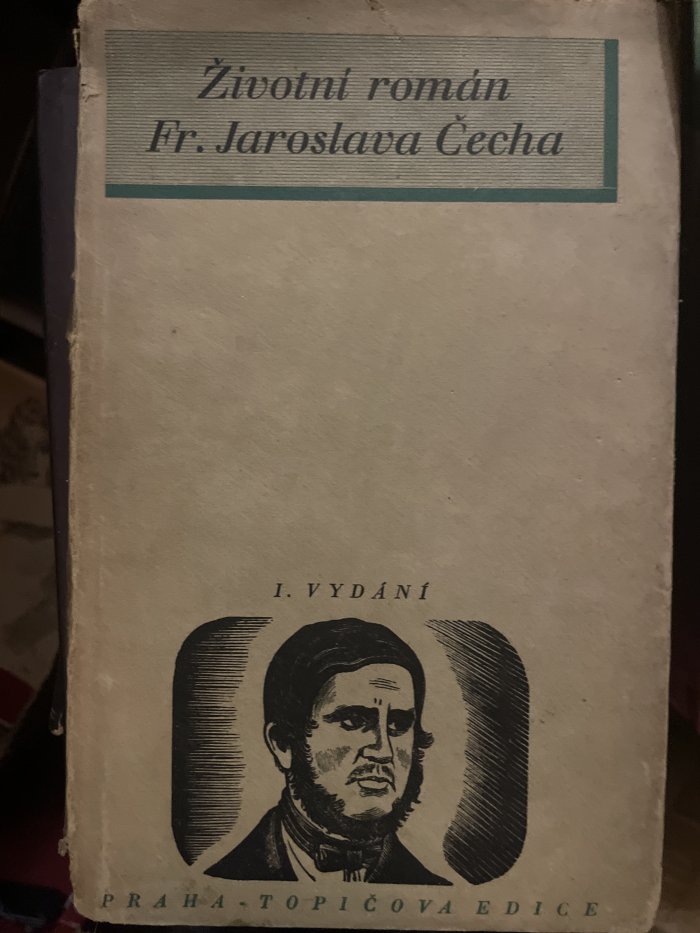 Životní román
Fr. Jaroslava Čecha
I. VYDÁNÍ
PRAHA - TOPIČOVA EDICE